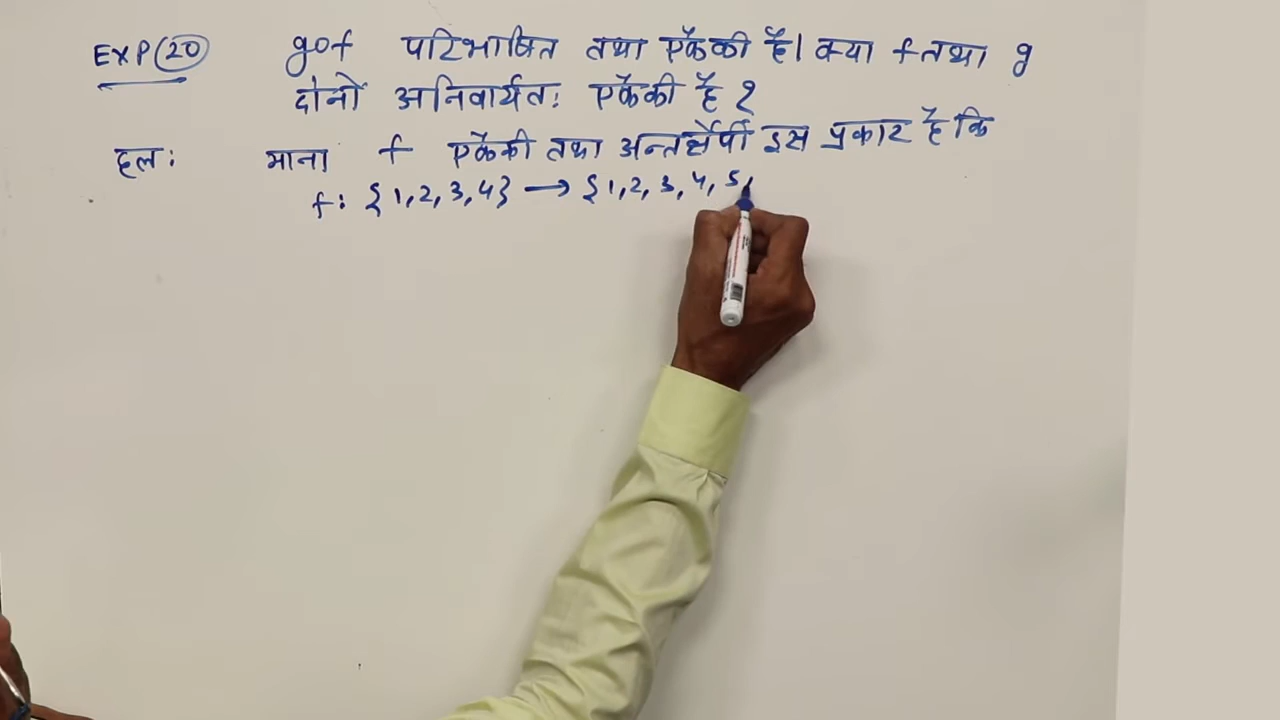 EXP(20) gof परिभाषित तथा एकैकी है। क्या f तथा g
दोनों अनिवार्यतः एकैकी है ?
हल: माना f एकैकी तथा अन्तर्क्षेपी इस प्रकार है कि
f: {1,2,3,4} → {1,2,3,4,5,